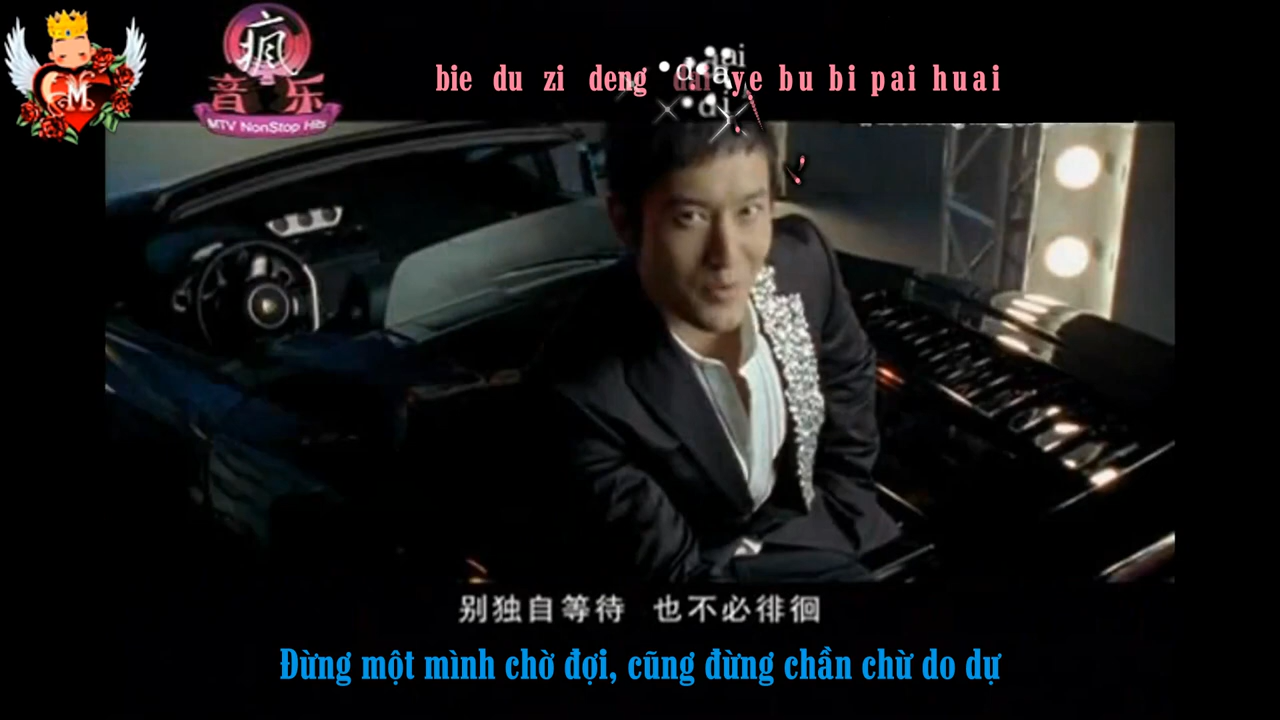 M
疯
音乐
MTV NonStop Hits
bie du zi deng dai ye bu bi pai huai
别独自等待 也不必徘徊
Đừng một mình chờ đợi, cũng đừng chần chừ do dự